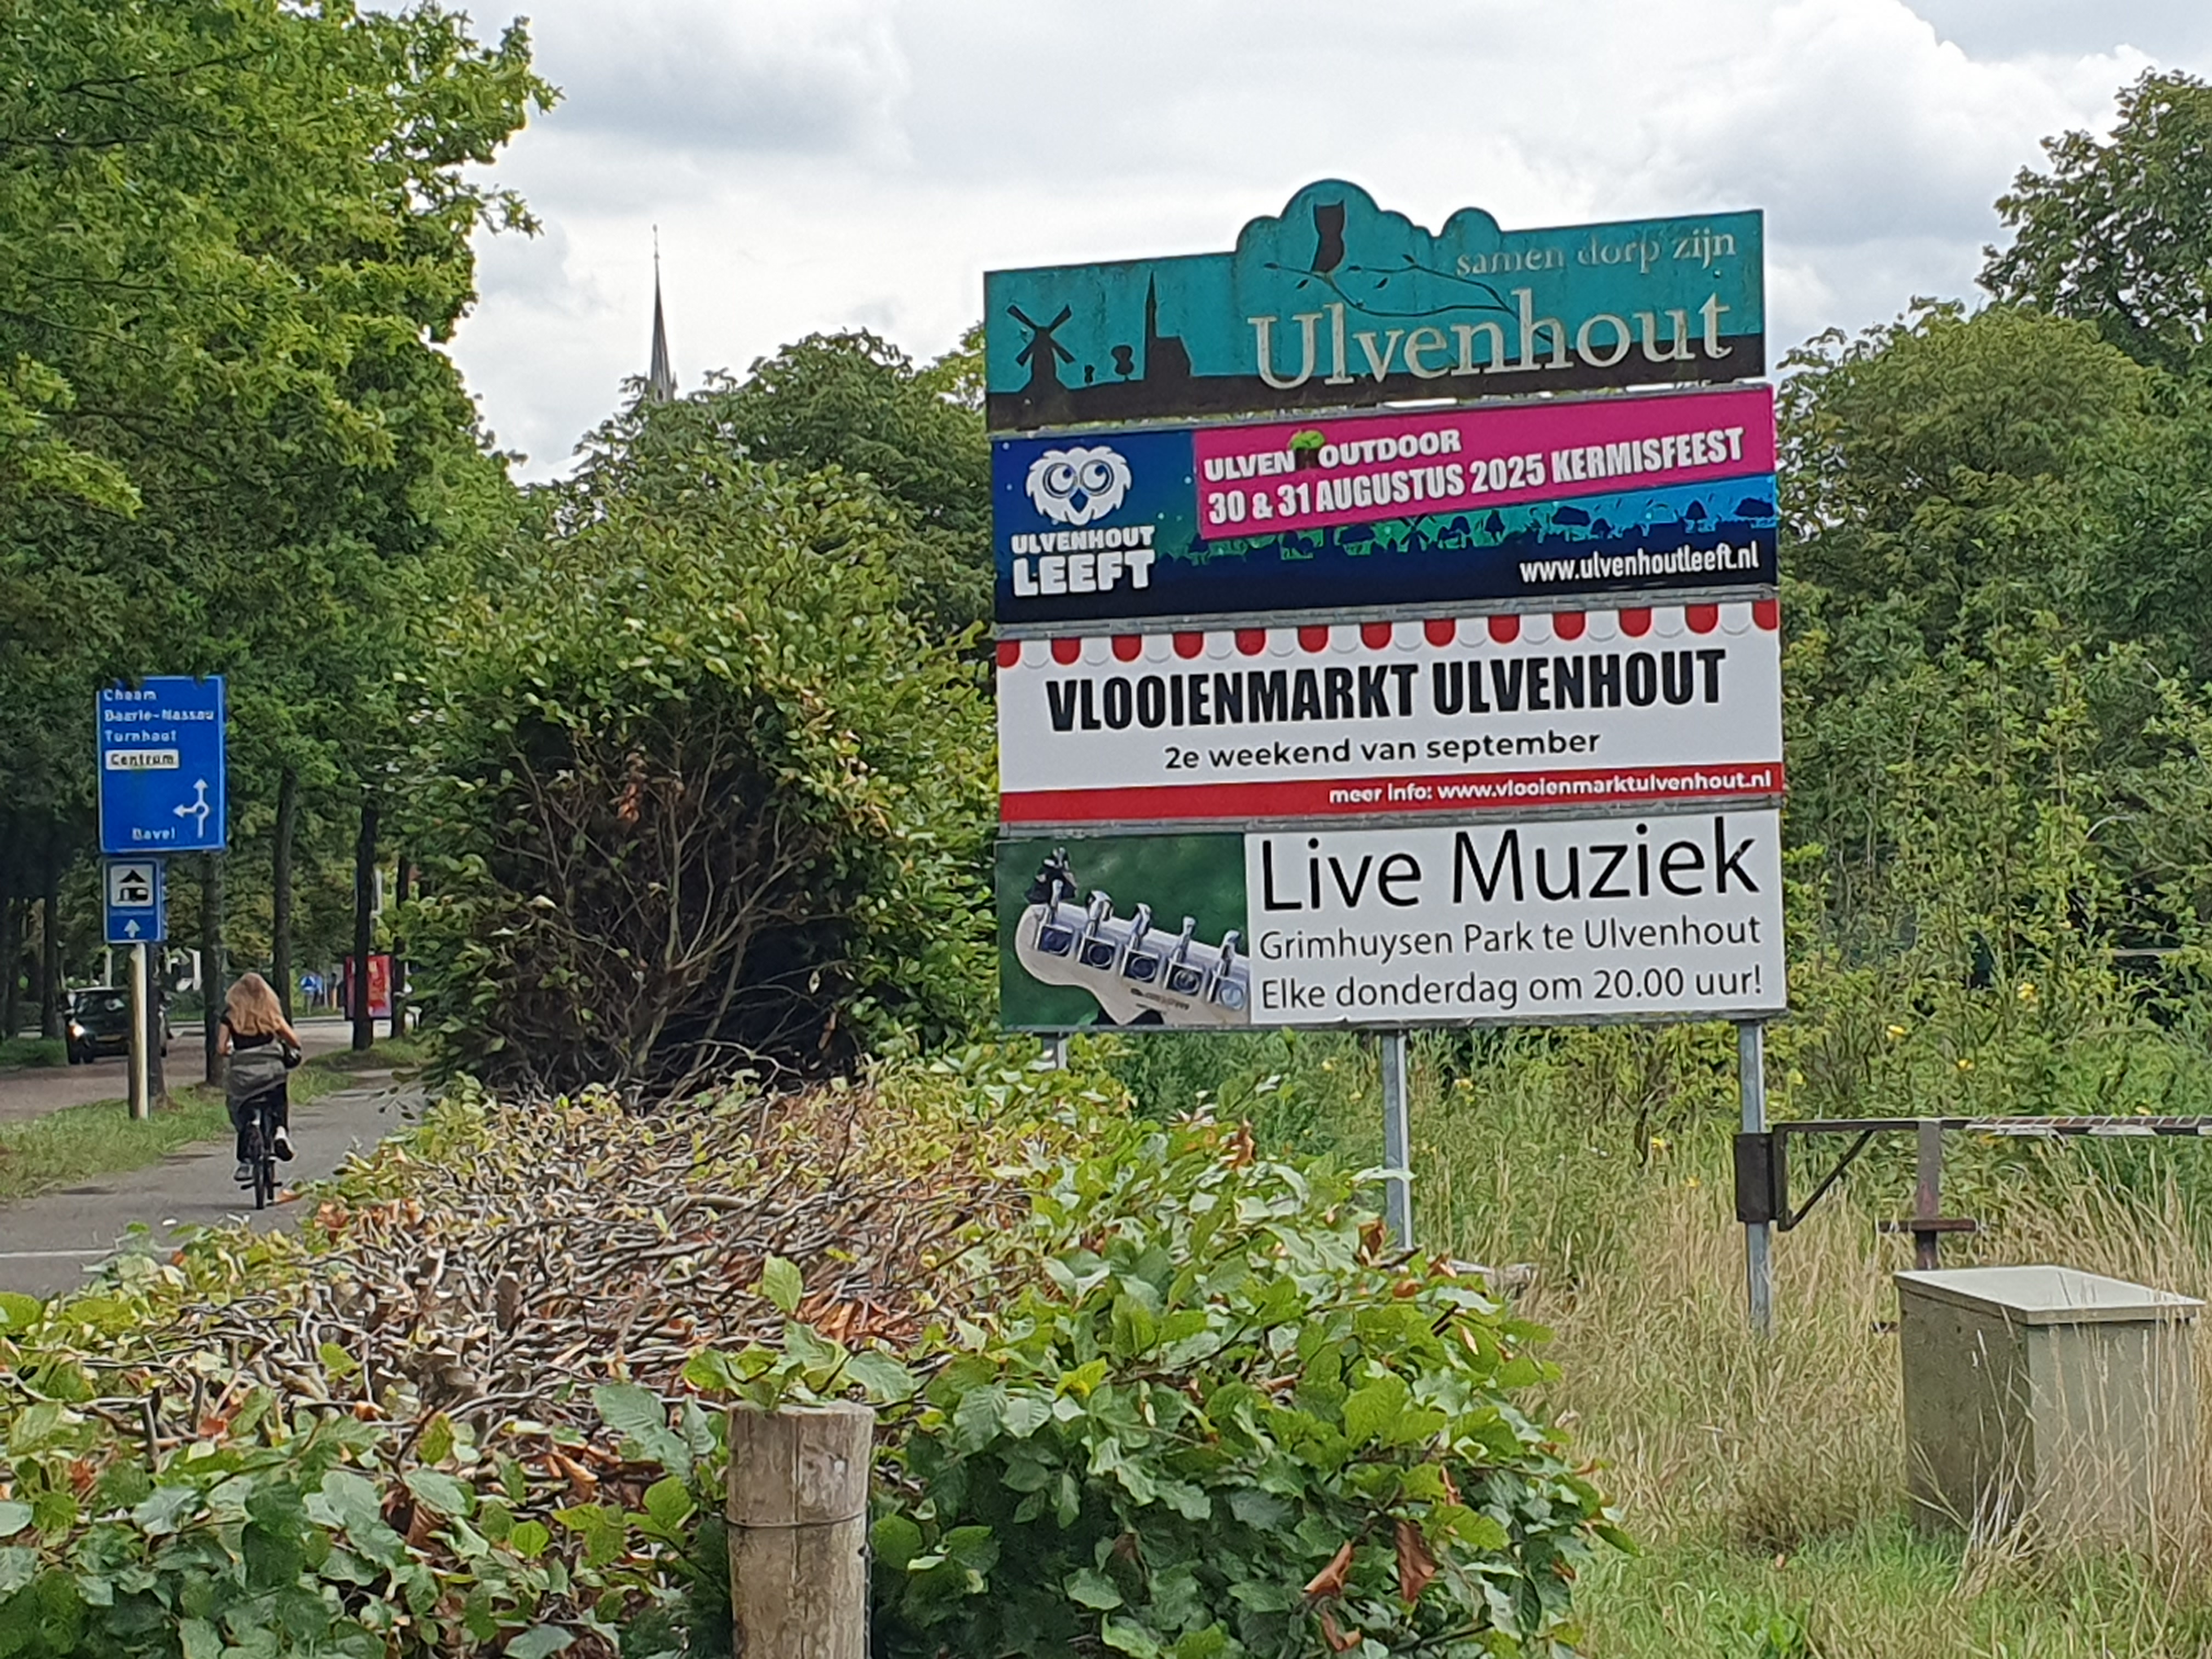 samen dorp zijn
Ulvenhout
ULVENHOUT
LEEFT
ULVEN OUTDOOR
30 & 31 AUGUSTUS 2025 KERMISFEEST
www.ulvenhoutleeft.nl
VLOOIENMARKT ULVENHOUT
2e weekend van september
meer info: www.vlooienmarktulvenhout.nl
Live Muziek
Grimhuysen Park te Ulvenhout
Elke donderdag om 20.00 uur!
Chaam
Baarle-Nassau
Turnhout
Centrum
Bavel